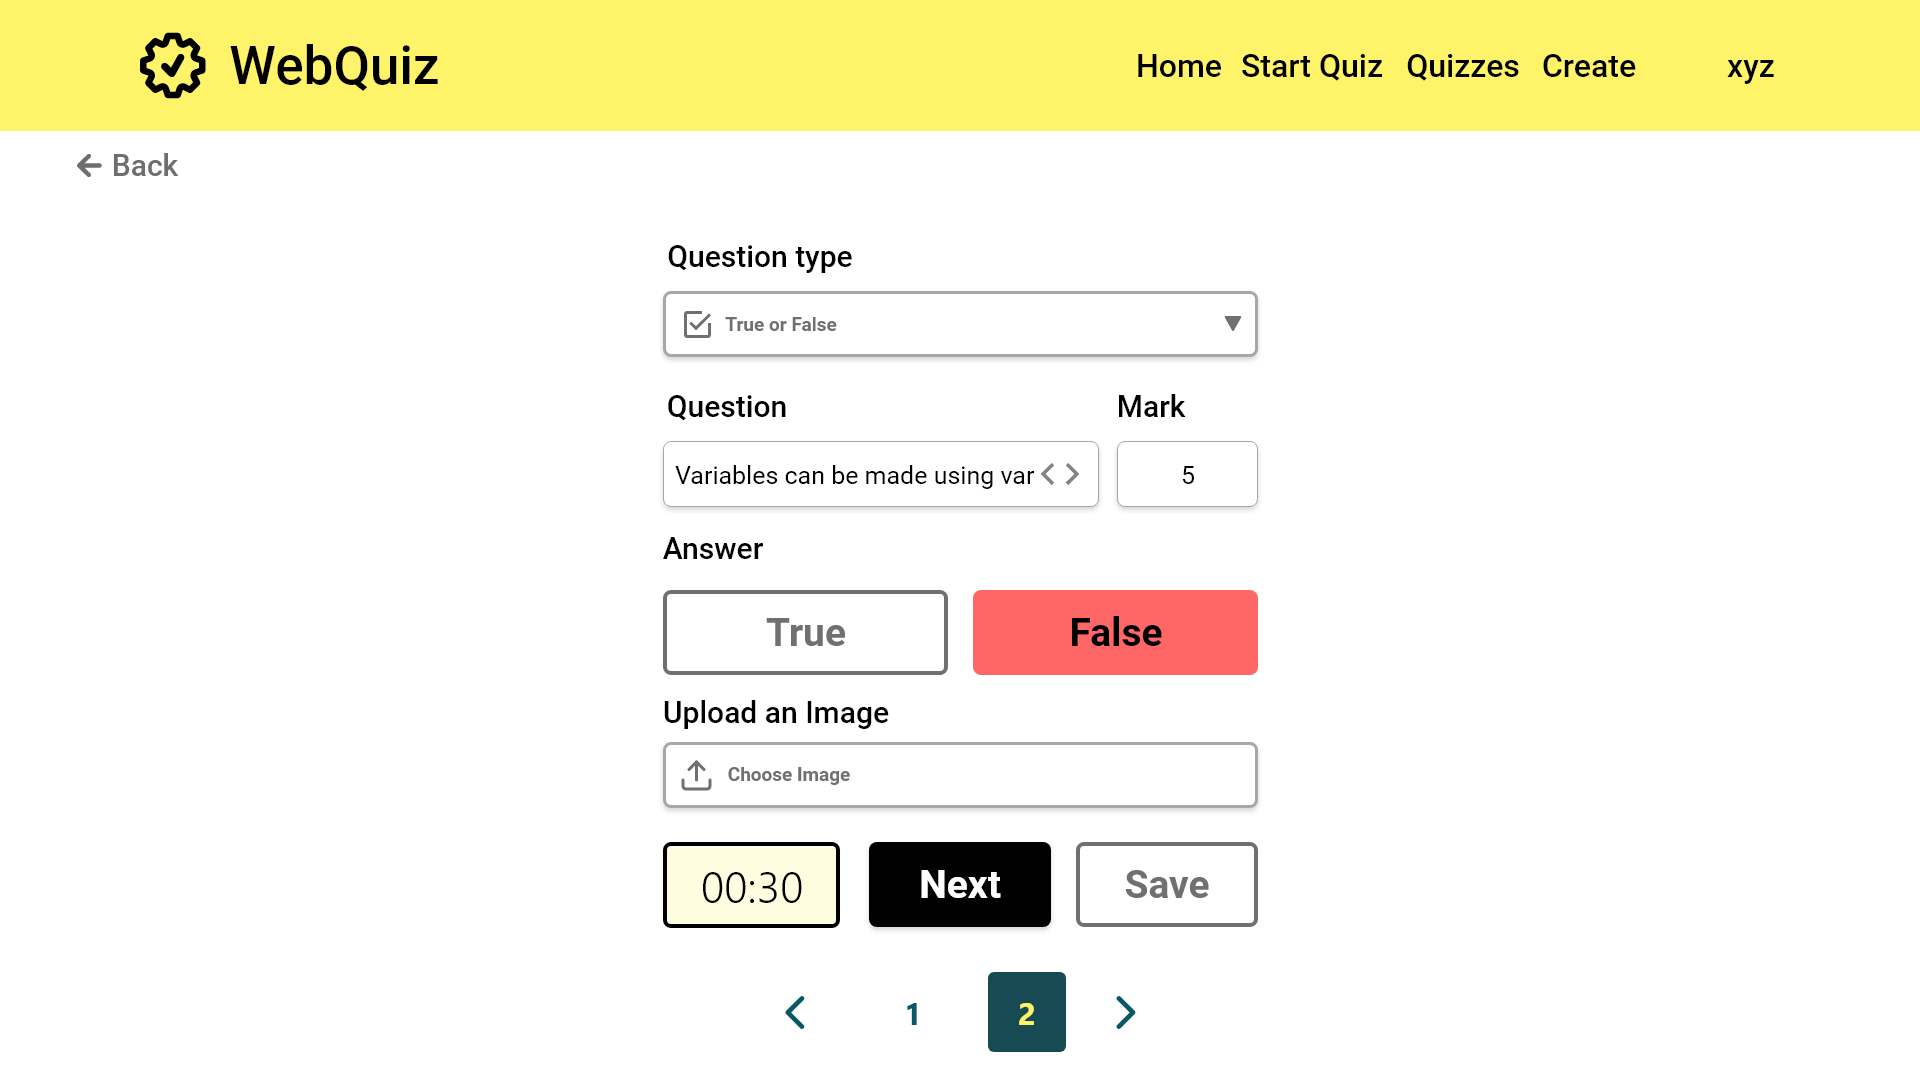 WebQuiz
Home Start Quiz Quizzes Create xyz
Back
Question type
True or False
Question Mark
Variables can be made using var 5
Answer
True False
Upload an Image
Choose Image
00:30 Next Save
1 2